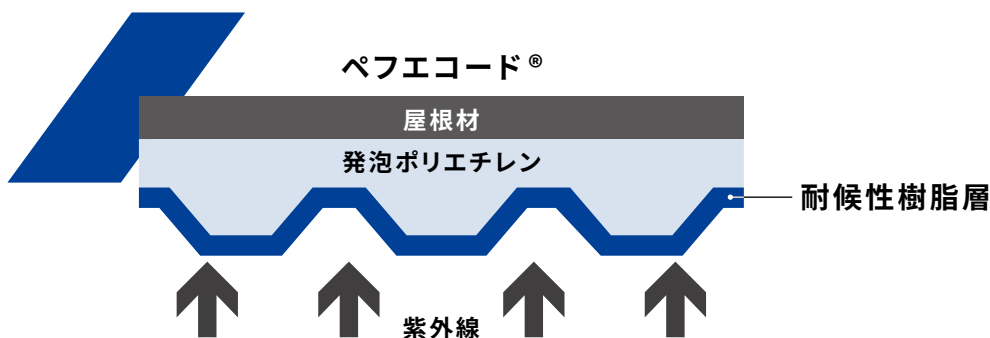 ペフエコード®
屋根材
発泡ポリエチレン
耐候性樹脂層
紫外線